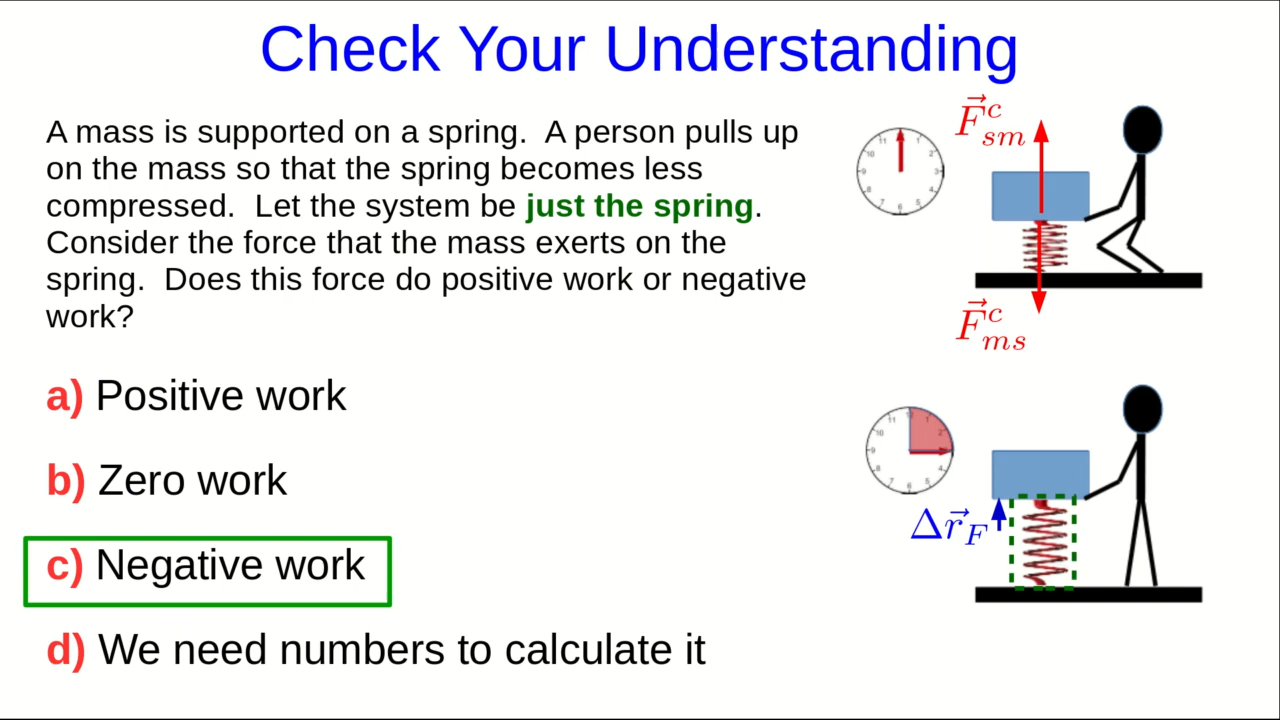 Check Your Understanding
A mass is supported on a spring. A person pulls up
on the mass so that the spring becomes less
compressed. Let the system be just the spring.
Consider the force that the mass exerts on the
spring. Does this force do positive work or negative
work?
a) Positive work
b) Zero work
c) Negative work
d) We need numbers to calculate it
F⃗ᶜₛₘ
F⃗ᶜₘₛ
Δr⃗_F